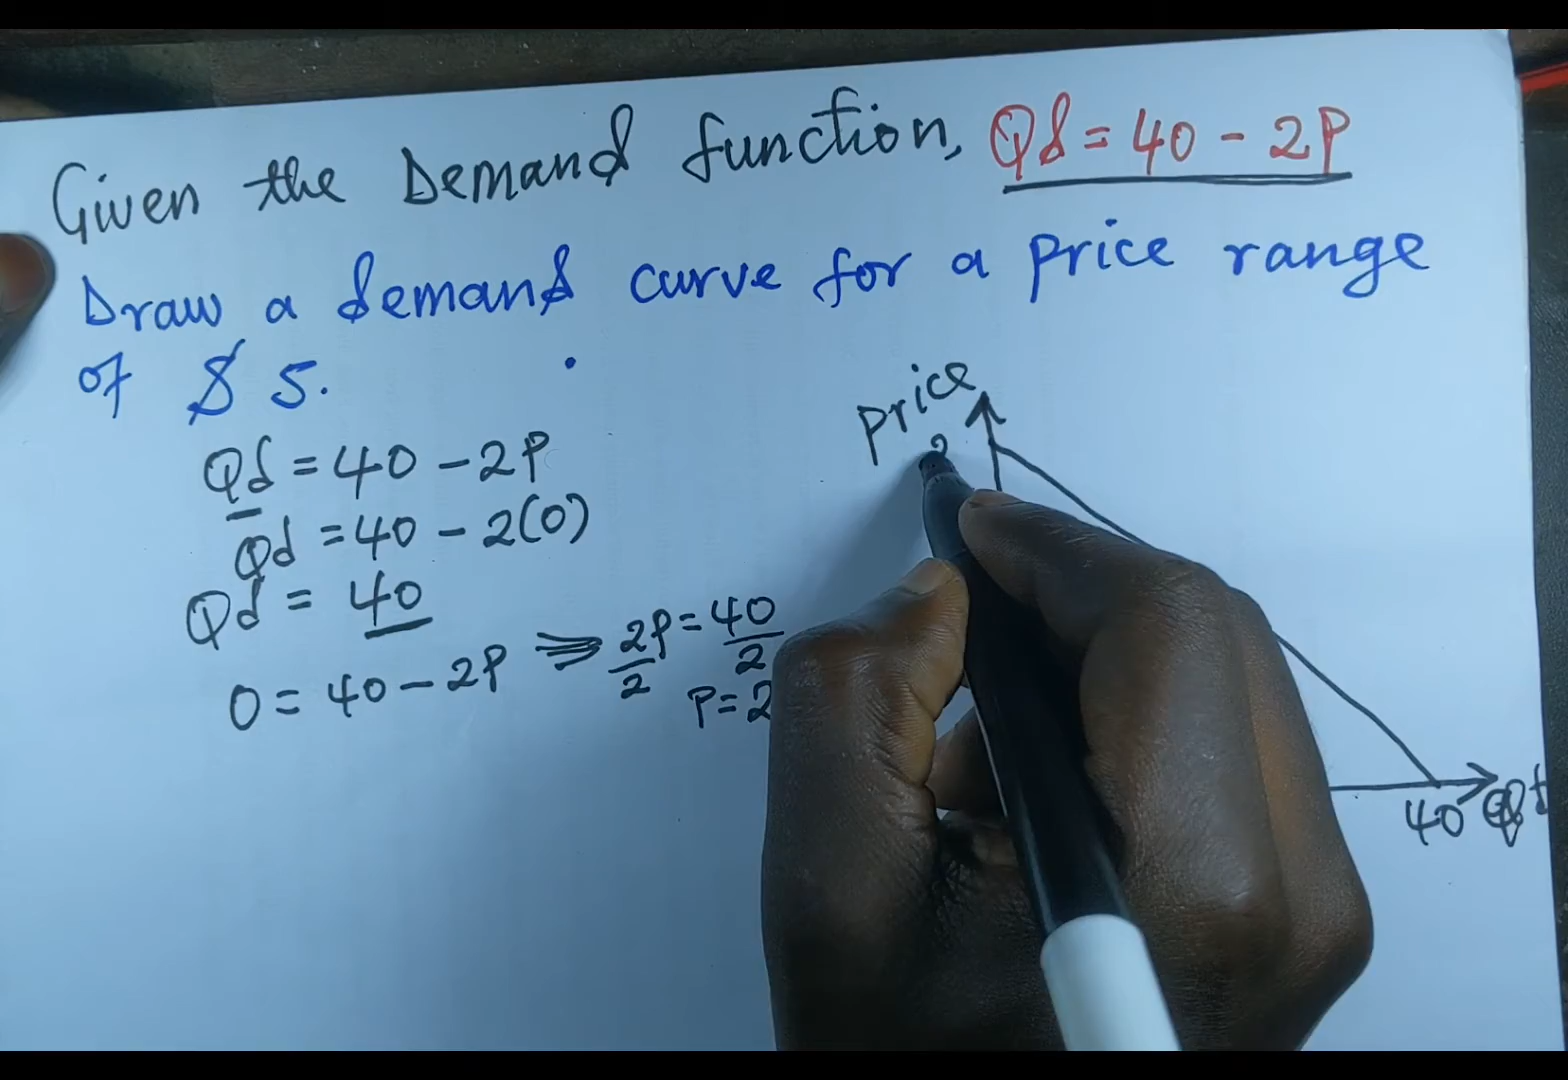 Given the Demand function, Qd = 40 - 2P
Draw a demand curve for a price range
of $ 5.
Qd = 40 - 2P
Qd = 40 - 2(0)
Qd = 40
0 = 40 - 2P ⇒ 2P/2 = 40/2
P = 2
Price
2
40